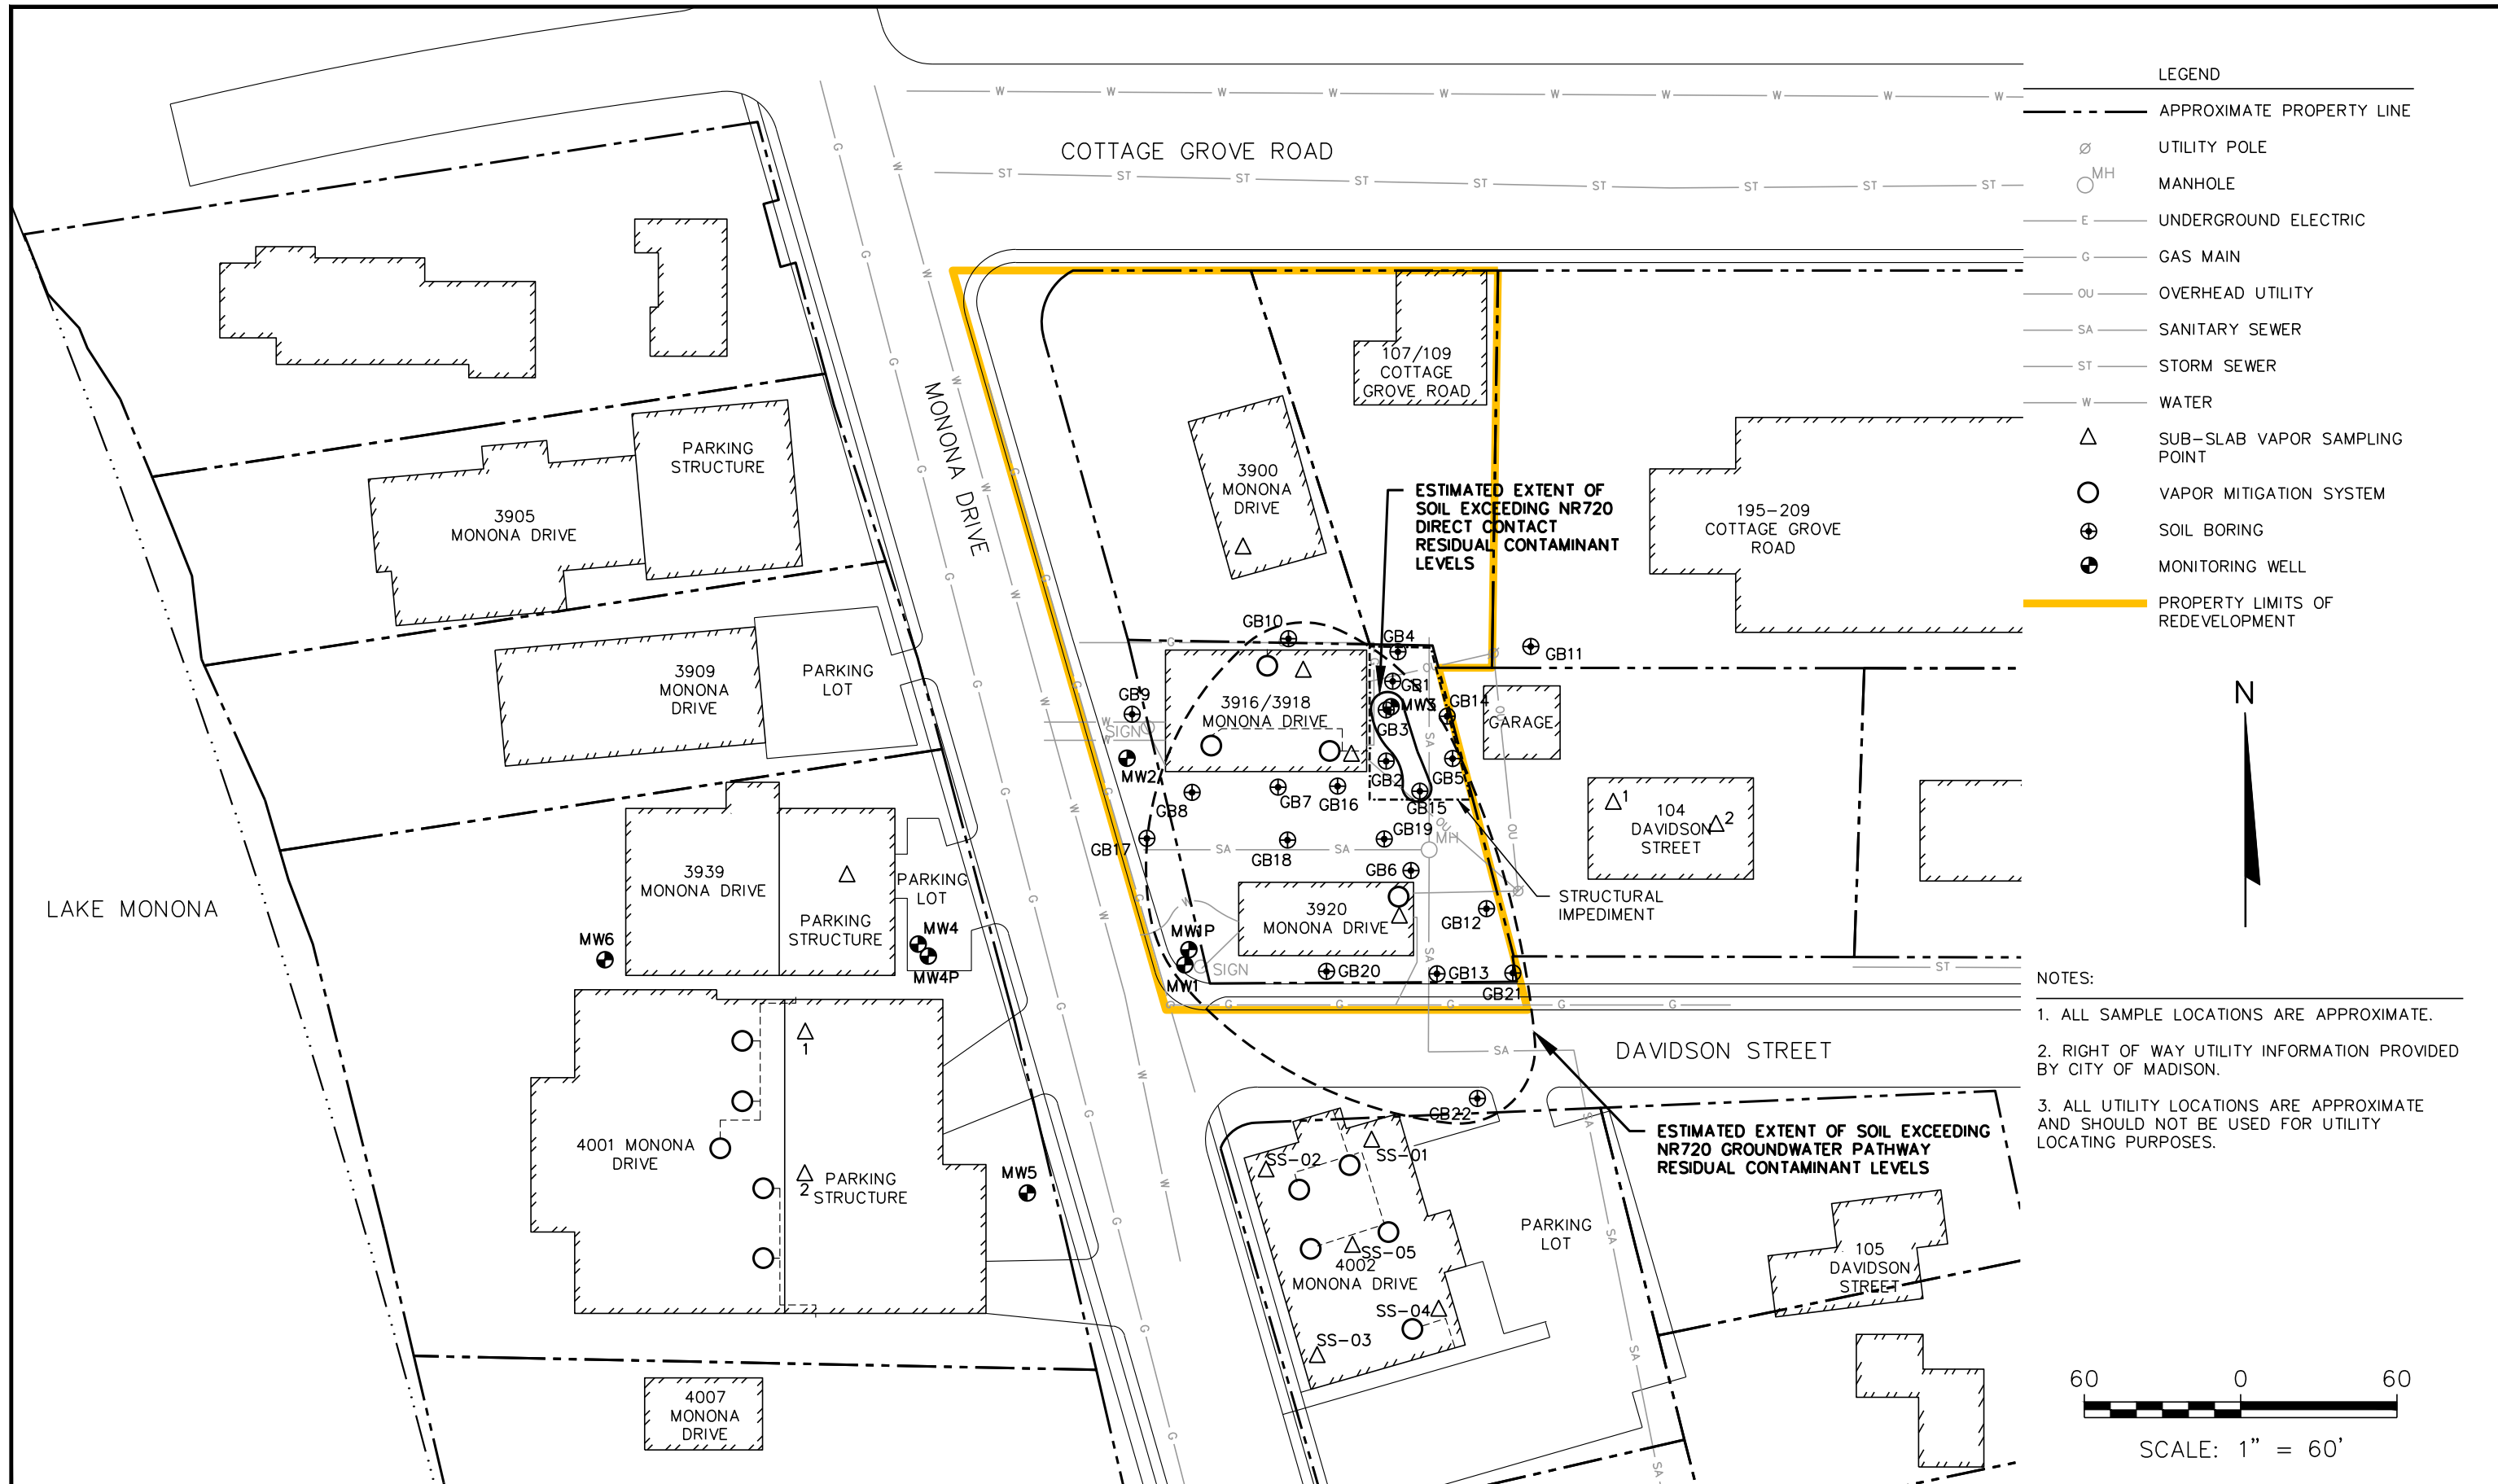 COTTAGE GROVE ROAD
MONONA DRIVE
LAKE MONONA
DAVIDSON STREET
3905
MONONA DRIVE
PARKING
STRUCTURE
3909
MONONA
DRIVE
PARKING
LOT
3939
MONONA DRIVE
PARKING
STRUCTURE
PARKING
LOT
MW6
MW4
MW4P
4001 MONONA
DRIVE
1
2
PARKING
STRUCTURE
MW5
4007
MONONA
DRIVE
107/109
COTTAGE
GROVE ROAD
3900
MONONA
DRIVE
ESTIMATED EXTENT OF
SOIL EXCEEDING NR720
DIRECT CONTACT
RESIDUAL CONTAMINANT
LEVELS
195-209
COTTAGE GROVE
ROAD
GB10
GB4
GB11
GB1
GB9
SIGN
MW2
3916/3918
MONONA DRIVE
MW3
GB3
GB14
GARAGE
GB2
GB5
GB8
GB7
GB16
GB15
GB17
GB18
GB19
MH
GB6
1
104
DAVIDSON
STREET
2
STRUCTURAL
IMPEDIMENT
3920
MONONA DRIVE
GB12
MW1P
SIGN
MW1
GB20
GB13
GB21
GB22
ESTIMATED EXTENT OF SOIL EXCEEDING
NR720 GROUNDWATER PATHWAY
RESIDUAL CONTAMINANT LEVELS
SS-02
SS-01
SS-05
4002
MONONA DRIVE
SS-04
SS-03
PARKING
LOT
105
DAVIDSON
STREET
LEGEND
APPROXIMATE PROPERTY LINE
UTILITY POLE
MH
MANHOLE
E
UNDERGROUND ELECTRIC
G
GAS MAIN
OU
OVERHEAD UTILITY
SA
SANITARY SEWER
ST
STORM SEWER
W
WATER
SUB-SLAB VAPOR SAMPLING
POINT
VAPOR MITIGATION SYSTEM
SOIL BORING
MONITORING WELL
PROPERTY LIMITS OF
REDEVELOPMENT
N
NOTES:
1. ALL SAMPLE LOCATIONS ARE APPROXIMATE.
2. RIGHT OF WAY UTILITY INFORMATION PROVIDED
BY CITY OF MADISON.
3. ALL UTILITY LOCATIONS ARE APPROXIMATE
AND SHOULD NOT BE USED FOR UTILITY
LOCATING PURPOSES.
60 0 60
SCALE: 1" = 60'